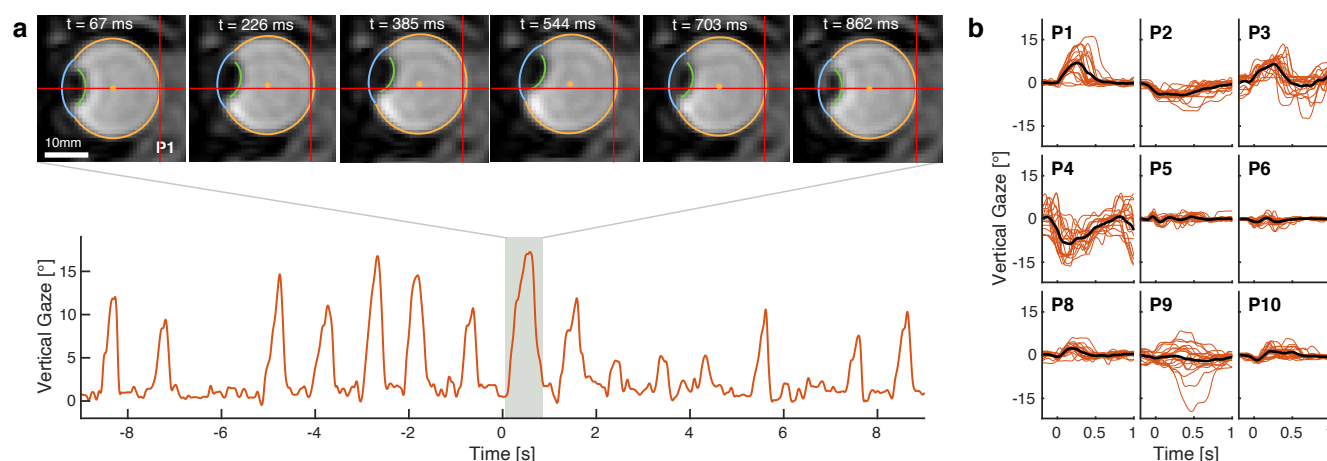 a
t = 67 ms
t = 226 ms
t = 385 ms
t = 544 ms
t = 703 ms
t = 862 ms
10mm
P1
Vertical Gaze [°]
15
10
5
0
-8
-6
-4
-2
0
2
4
6
8
Time [s]
b
P1
P2
P3
15
0
-15
Vertical Gaze [°]
P4
P5
P6
15
0
-15
P8
P9
P10
15
0
-15
0 0.5 1
0 0.5 1
0 0.5 1
Time [s]